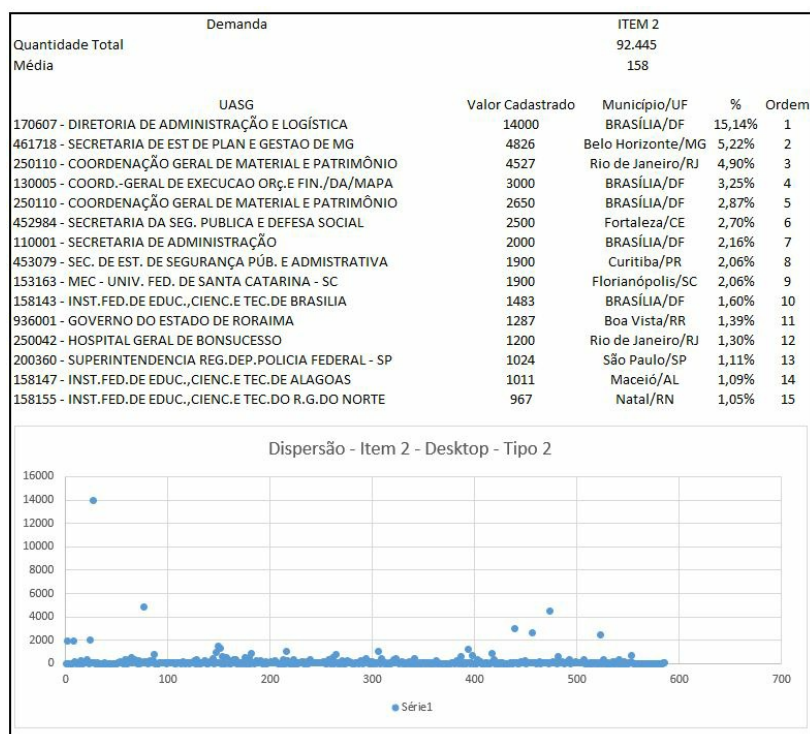 Demanda ITEM 2
Quantidade Total 92.445
Média 158
UASG Valor Cadastrado Município/UF % Ordem
170607 - DIRETORIA DE ADMINISTRAÇÃO E LOGÍSTICA 14000 BRASÍLIA/DF 15,14% 1
461718 - SECRETARIA DE EST DE PLAN E GESTAO DE MG 4826 Belo Horizonte/MG 5,22% 2
250110 - COORDENAÇÃO GERAL DE MATERIAL E PATRIMÔNIO 4527 Rio de Janeiro/RJ 4,90% 3
130005 - COORD.-GERAL DE EXECUCAO ORç.E FIN./DA/MAPA 3000 BRASÍLIA/DF 3,25% 4
250110 - COORDENAÇÃO GERAL DE MATERIAL E PATRIMÔNIO 2650 BRASÍLIA/DF 2,87% 5
452984 - SECRETARIA DA SEG. PUBLICA E DEFESA SOCIAL 2500 Fortaleza/CE 2,70% 6
110001 - SECRETARIA DE ADMINISTRAÇÃO 2000 BRASÍLIA/DF 2,16% 7
453079 - SEC. DE EST. DE SEGURANÇA PÚB. E ADMSTRATIVA 1900 Curitiba/PR 2,06% 8
153163 - MEC - UNIV. FED. DE SANTA CATARINA - SC 1900 Florianópolis/SC 2,06% 9
158143 - INST.FED.DE EDUC.,CIENC.E TEC.DE BRASILIA 1483 BRASÍLIA/DF 1,60% 10
936001 - GOVERNO DO ESTADO DE RORAIMA 1287 Boa Vista/RR 1,39% 11
250042 - HOSPITAL GERAL DE BONSUCESSO 1200 Rio de Janeiro/RJ 1,30% 12
200360 - SUPERINTENDENCIA REG.DEP.POLICIA FEDERAL - SP 1024 São Paulo/SP 1,11% 13
158147 - INST.FED.DE EDUC.,CIENC.E TEC.DE ALAGOAS 1011 Maceió/AL 1,09% 14
158155 - INST.FED.DE EDUC.,CIENC.E TEC.DO R.G.DO NORTE 967 Natal/RN 1,05% 15
Dispersão - Item 2 - Desktop - Tipo 2
16000
14000
12000
10000
8000
6000
4000
2000
0
0 100 200 300 400 500 600 700
Série1